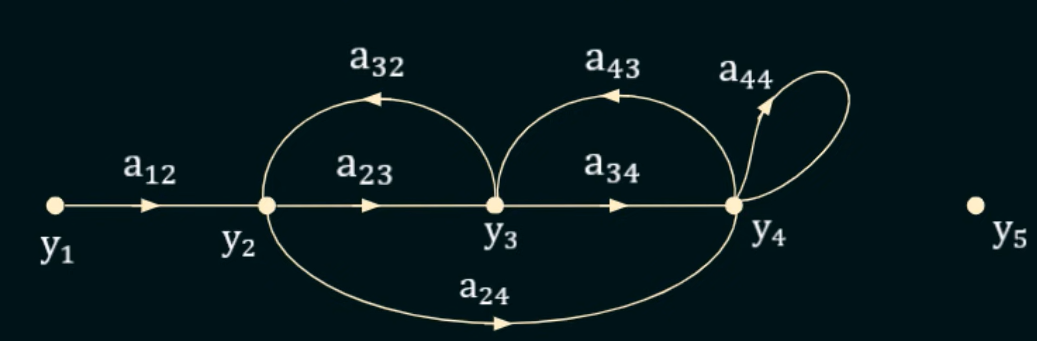 a₃₂
a₄₃
a₄₄
a₁₂
a₂₃
a₃₄
y₁
y₂
y₃
y₄
y₅
a₂₄